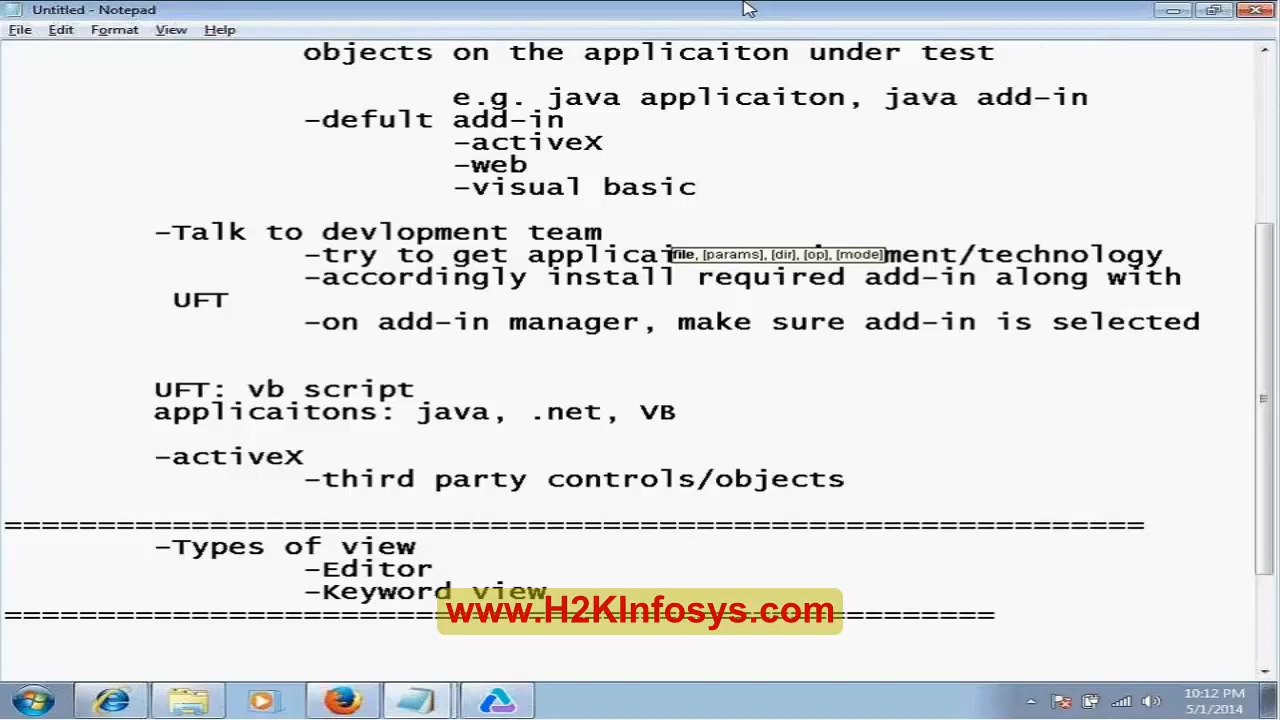 Untitled - Notepad
File Edit Format View Help
objects on the applicaiton under test
e.g. java applicaiton, java add-in
-defult add-in
-activeX
-web
-visual basic
-Talk to devlopment team
-try to get applicai ment/technology
file, [params], [dir], [op], [mode]
-accordingly install required add-in along with
UFT
-on add-in manager, make sure add-in is selected
UFT: vb script
applicaitons: java, .net, VB
-activeX
-third party controls/objects
=============================================================
-Types of view
-Editor
-Keyword view
www.H2KInfosys.com
=====================================================
10:12 PM
5/1/2014